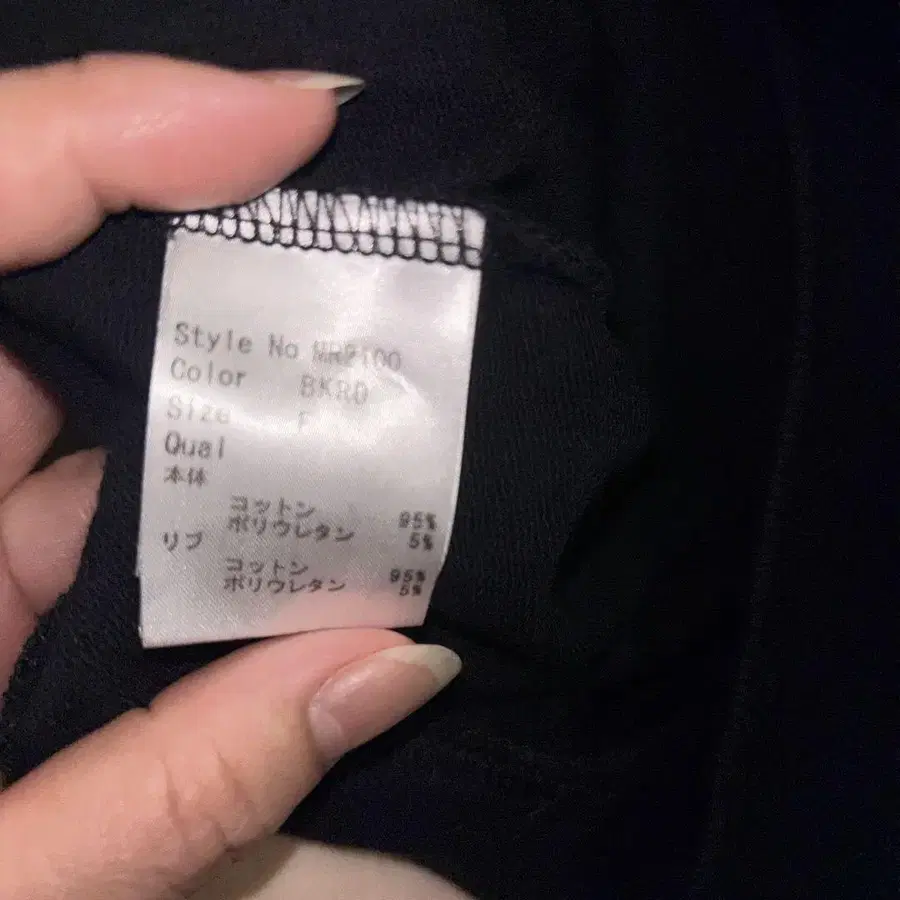 Style No MR2100
Color BKRD
Size F
Qual
本体
コットン 95%
ポリウレタン 5%
リブ
コットン 95%
ポリウレタン 5%